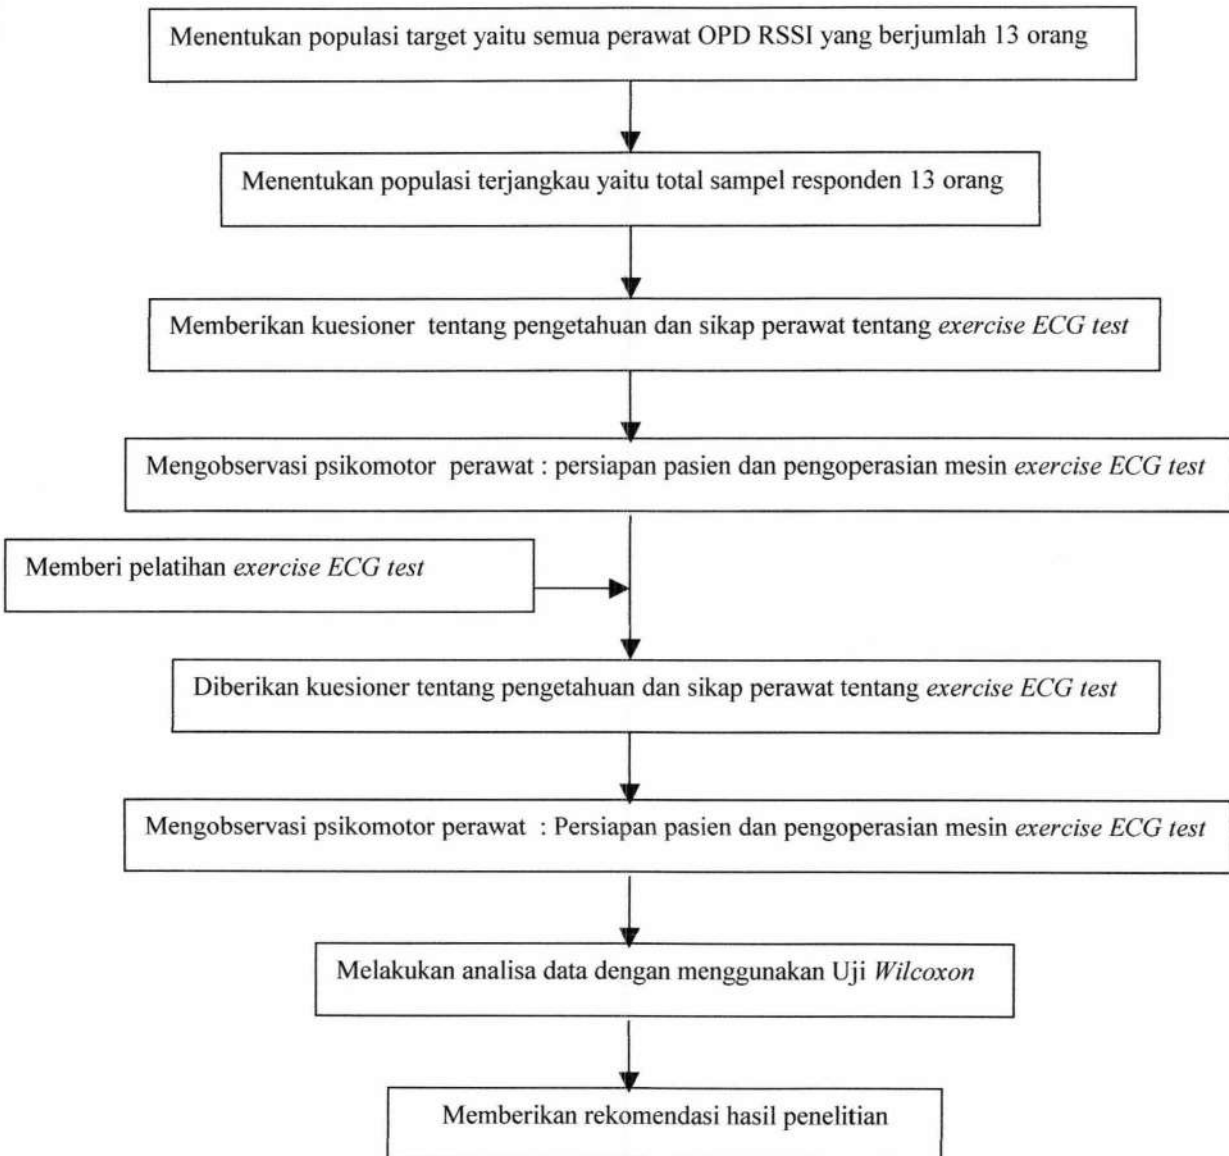 Menentukan populasi target yaitu semua perawat OPD RSSI yang berjumlah 13 orang
Menentukan populasi terjangkau yaitu total sampel responden 13 orang
Memberikan kuesioner tentang pengetahuan dan sikap perawat tentang exercise ECG test
Mengobservasi psikomotor perawat : persiapan pasien dan pengoperasian mesin exercise ECG test
Memberi pelatihan exercise ECG test
Diberikan kuesioner tentang pengetahuan dan sikap perawat tentang exercise ECG test
Mengobservasi psikomotor perawat : Persiapan pasien dan pengoperasian mesin exercise ECG test
Melakukan analisa data dengan menggunakan Uji Wilcoxon
Memberikan rekomendasi hasil penelitian